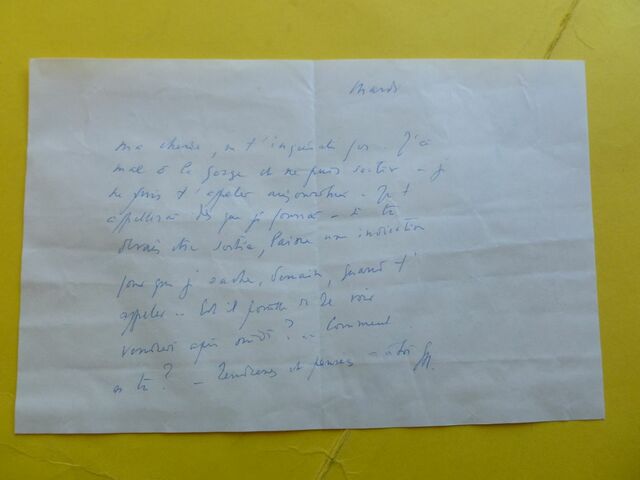 Mardi
ma chérie, ne t'inquiète pas. J'ai
mal à la gorge et ne puis sortir - je
ne puis t'appeler aujourd'hui - Je t'
appellerai dès que je pourrai - si tu
devais être sortie, laisse une indication
pour que je sache, demain, quand t'
appeler .. Est il possible de te voir
vendredi après midi ? .. Comment
es tu ? - Tendresses et pensées - à toi